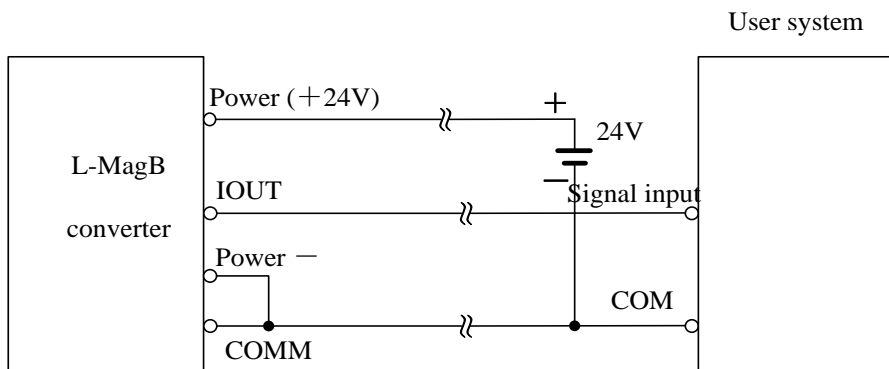 User system
Power (＋24V)
+
24V
L-MagB
converter
IOUT
－
Signal input
Power －
COM
COMM